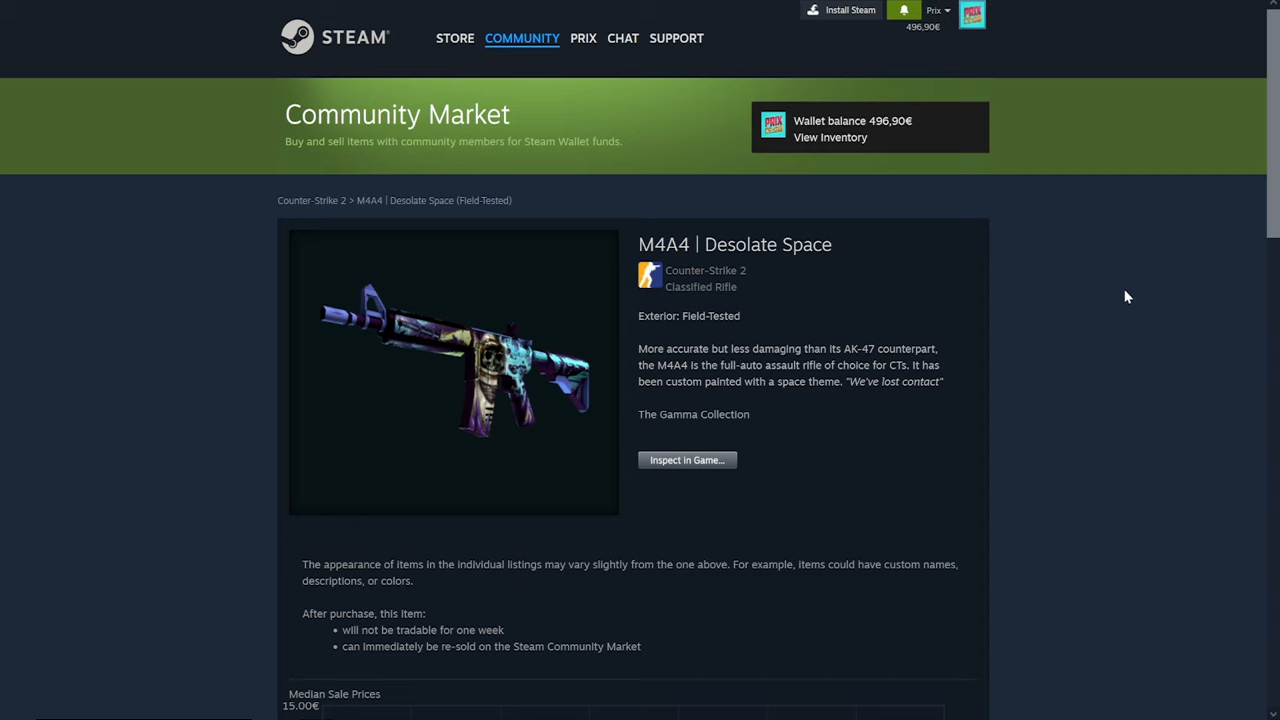 Install Steam
Prix
496,90€
STEAM®
STORE COMMUNITY PRIX CHAT SUPPORT
Community Market
Buy and sell items with community members for Steam Wallet funds.
Wallet balance 496,90€
View Inventory
Counter-Strike 2 > M4A4 | Desolate Space (Field-Tested)
M4A4 | Desolate Space
Counter-Strike 2
Classified Rifle
Exterior: Field-Tested
More accurate but less damaging than its AK-47 counterpart,
the M4A4 is the full-auto assault rifle of choice for CTs. It has
been custom painted with a space theme. "We've lost contact"
The Gamma Collection
Inspect in Game...
The appearance of items in the individual listings may vary slightly from the one above. For example, items could have custom names,
descriptions, or colors.
After purchase, this item:
• will not be tradable for one week
• can immediately be re-sold on the Steam Community Market
Median Sale Prices
15.00€